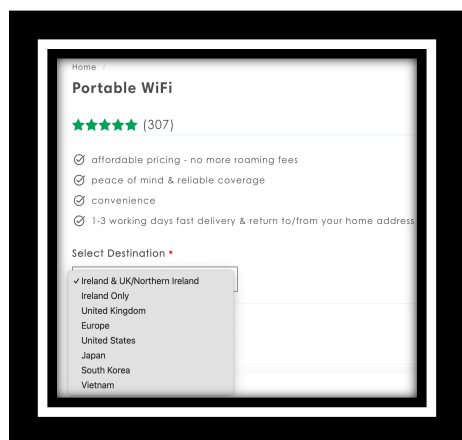 Home /
Portable WiFi
(307)
affordable pricing - no more roaming fees
peace of mind & reliable coverage
convenience
1-3 working days fast delivery & return to/from your home address
Select Destination *
✓ Ireland & UK/Northern Ireland
Ireland Only
United Kingdom
Europe
United States
Japan
South Korea
Vietnam